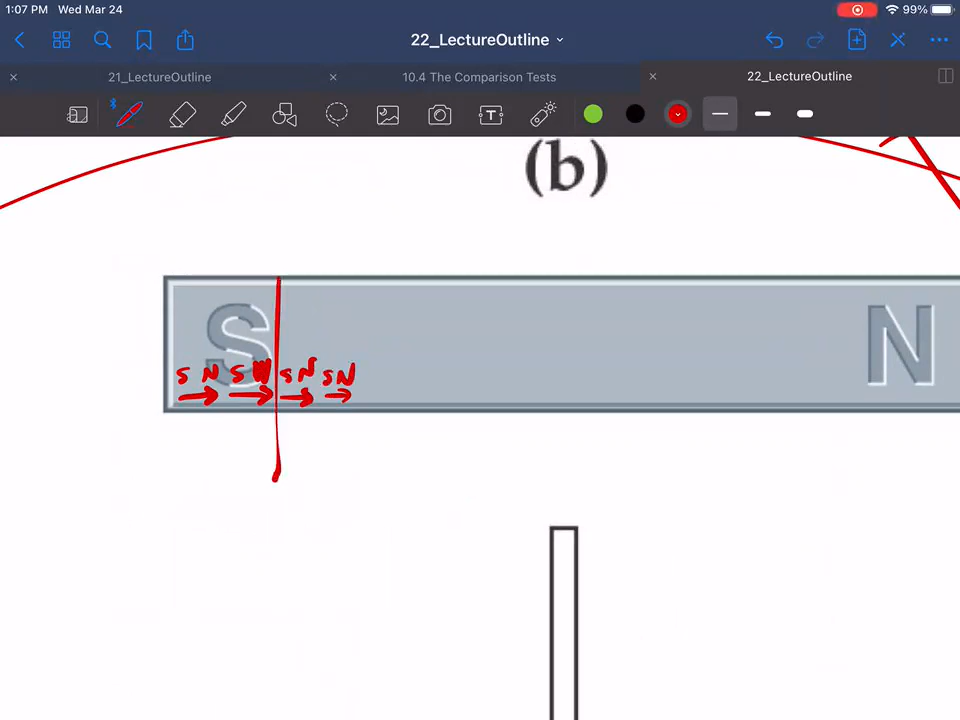 1:07 PM Wed Mar 24
99%
22_LectureOutline
21_LectureOutline
10.4 The Comparison Tests
22_LectureOutline
T
(b)
S
N
S N S N S N S N